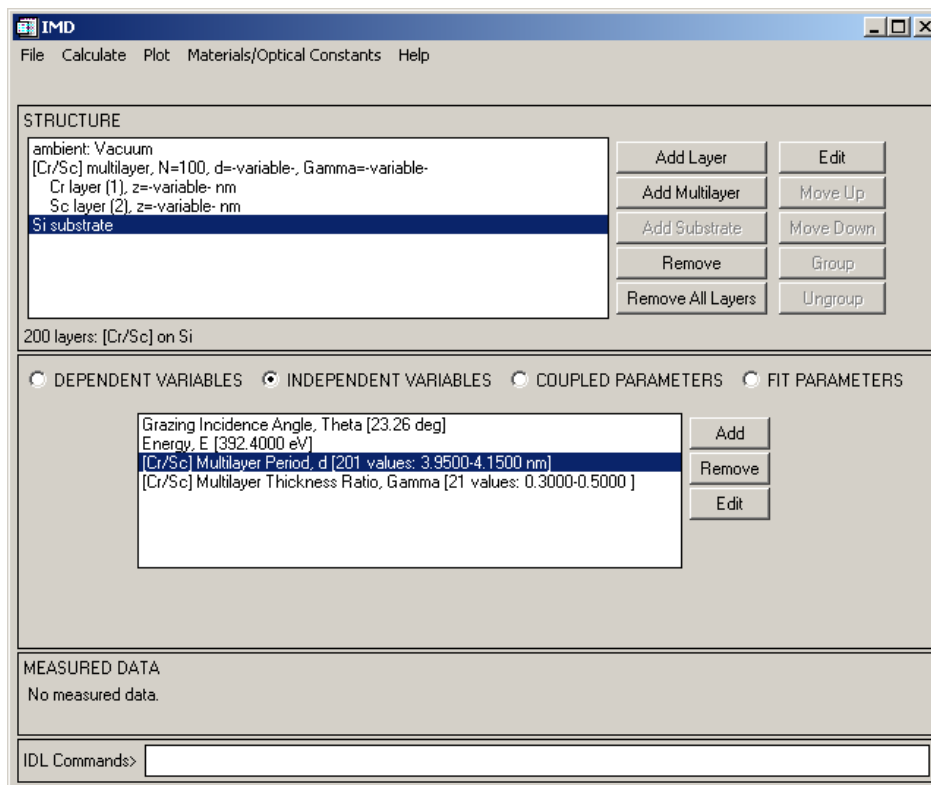 IMD
File Calculate Plot Materials/Optical Constants Help
STRUCTURE
ambient: Vacuum
[Cr/Sc] multilayer, N=100, d=-variable-, Gamma=-variable-
Cr layer (1), z=-variable- nm
Sc layer (2), z=-variable- nm
Si substrate
Add Layer Edit
Add Multilayer Move Up
Add Substrate Move Down
Remove Group
Remove All Layers Ungroup
200 layers: [Cr/Sc] on Si
DEPENDENT VARIABLES INDEPENDENT VARIABLES COUPLED PARAMETERS FIT PARAMETERS
Grazing Incidence Angle, Theta [23.26 deg]
Energy, E [392.4000 eV]
[Cr/Sc] Multilayer Period, d [201 values: 3.9500-4.1500 nm]
[Cr/Sc] Multilayer Thickness Ratio, Gamma [21 values: 0.3000-0.5000 ]
Add
Remove
Edit
MEASURED DATA
No measured data.
IDL Commands>